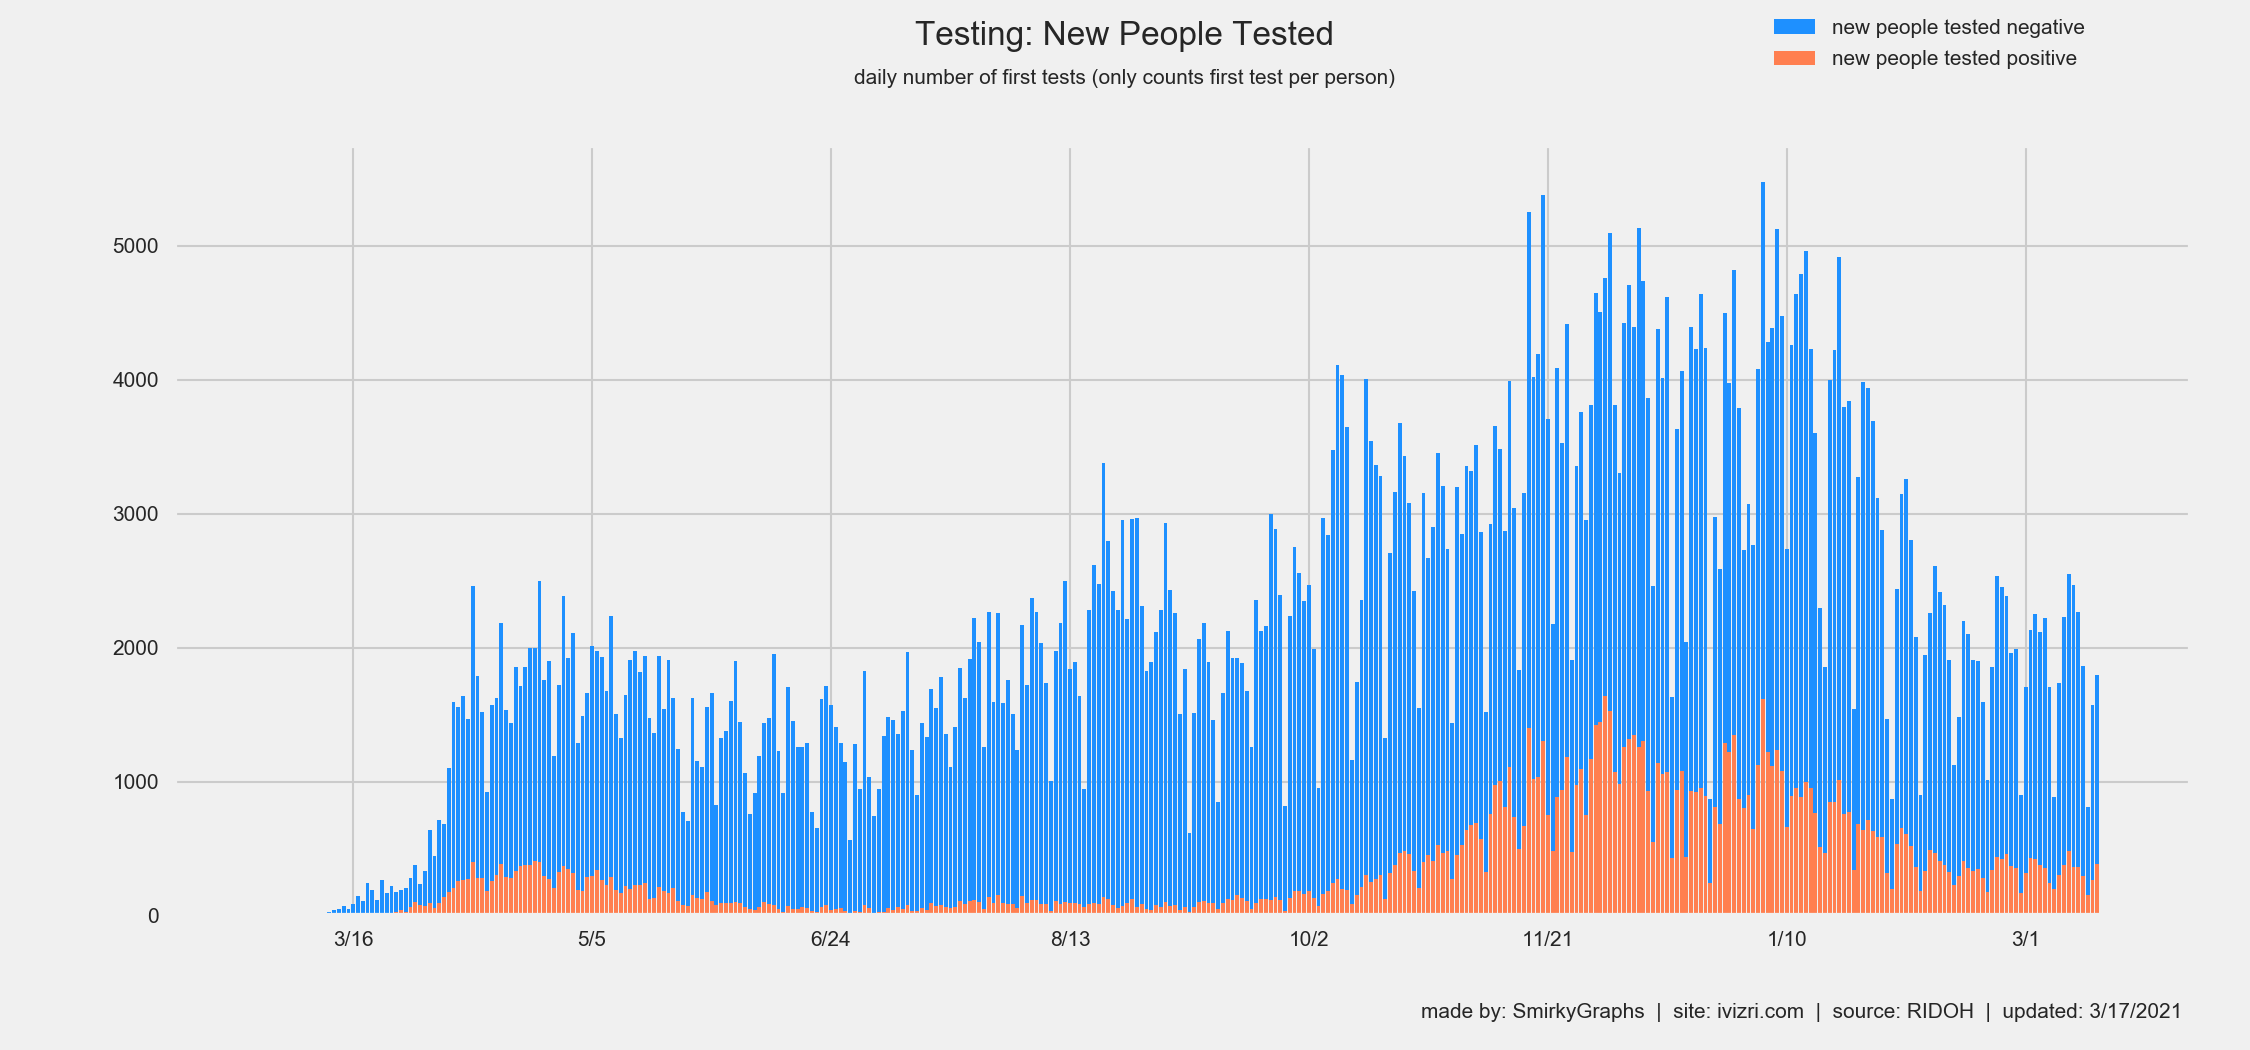 Testing: New People Tested
daily number of first tests (only counts first test per person)
new people tested negative
new people tested positive
5000
4000
3000
2000
1000
0
3/16 5/5 6/24 8/13 10/2 11/21 1/10 3/1
made by: SmirkyGraphs | site: ivizri.com | source: RIDOH | updated: 3/17/2021